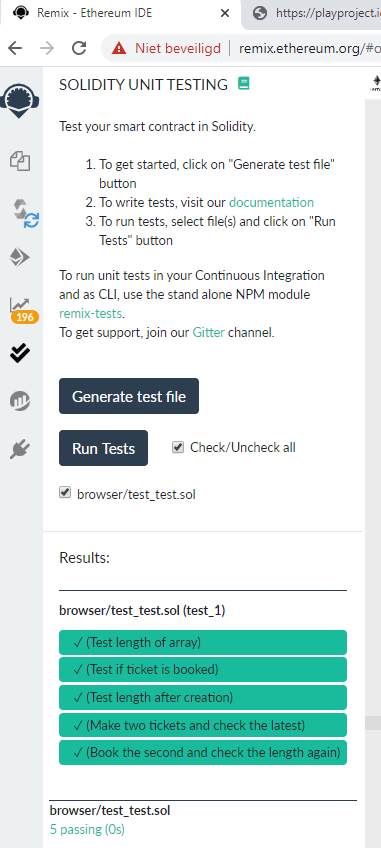 Remix - Ethereum IDE
https://playproject.i
Niet beveiligd
remix.ethereum.org/#o
SOLIDITY UNIT TESTING
Test your smart contract in Solidity.
1. To get started, click on "Generate test file"
button
2. To write tests, visit our documentation
3. To run tests, select file(s) and click on "Run
Tests" button
To run unit tests in your Continuous Integration
and as CLI, use the stand alone NPM module
remix-tests.
To get support, join our Gitter channel.
196
Generate test file
Run Tests
Check/Uncheck all
browser/test_test.sol
Results:
browser/test_test.sol (test_1)
✓ (Test length of array)
✓ (Test if ticket is booked)
✓ (Test length after creation)
✓ (Make two tickets and check the latest)
✓ (Book the second and check the length again)
browser/test_test.sol
5 passing (0s)